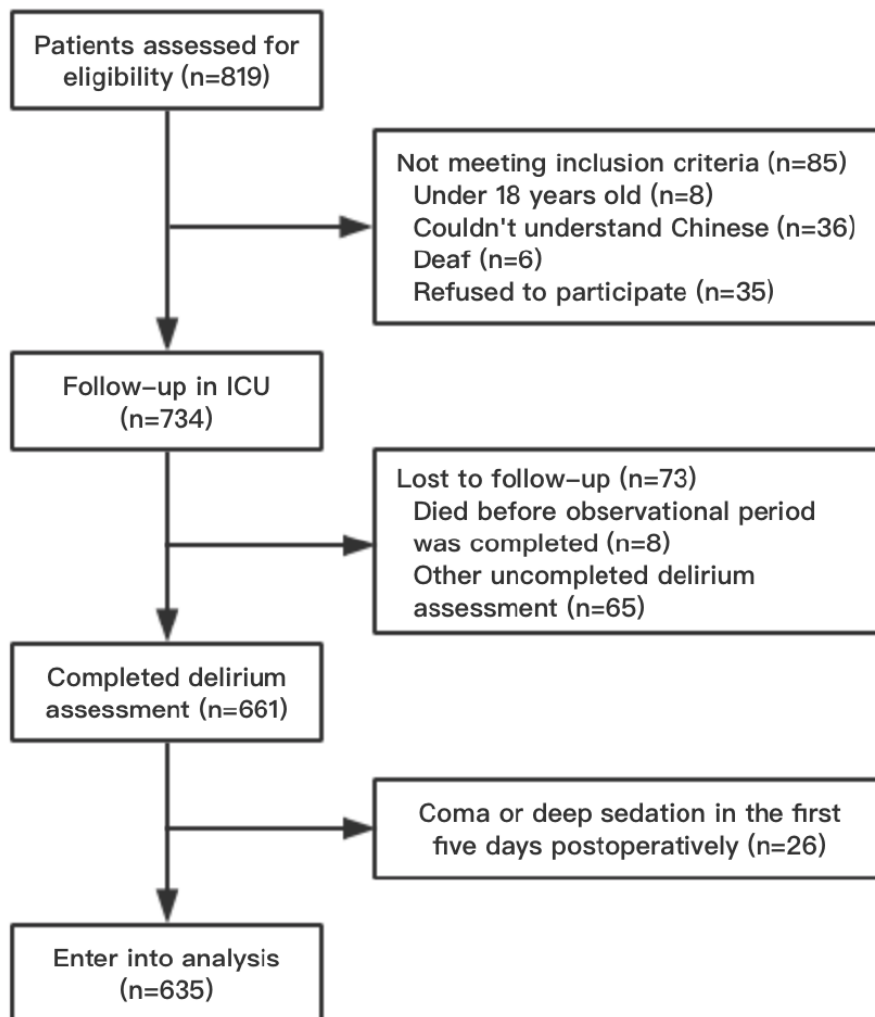 Patients assessed for
eligibility (n=819)
Not meeting inclusion criteria (n=85)
Under 18 years old (n=8)
Couldn't understand Chinese (n=36)
Deaf (n=6)
Refused to participate (n=35)
Follow-up in ICU
(n=734)
Lost to follow-up (n=73)
Died before observational period
was completed (n=8)
Other uncompleted delirium
assessment (n=65)
Completed delirium
assessment (n=661)
Coma or deep sedation in the first
five days postoperatively (n=26)
Enter into analysis
(n=635)